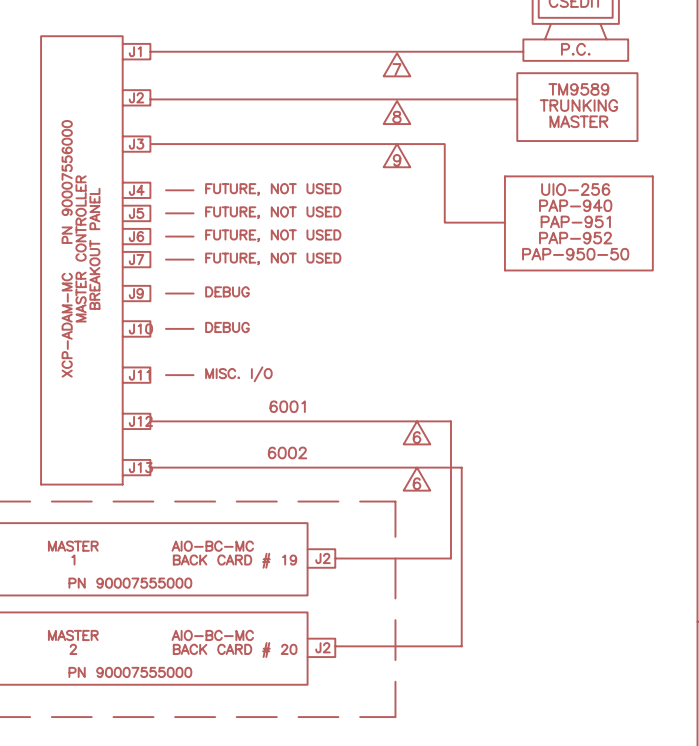 CSEDIT
P.C.
J1
7
J2
8
TM9589
TRUNKING
MASTER
J3
9
UIO-256
PAP-940
PAP-951
PAP-952
PAP-950-50
XCP-ADAM-MC PN 90007556000
MASTER CONTROLLER
BREAKOUT PANEL
J4 FUTURE, NOT USED
J5 FUTURE, NOT USED
J6 FUTURE, NOT USED
J7 FUTURE, NOT USED
J9 DEBUG
J10 DEBUG
J11 MISC. I/O
J12 6001
6
J13 6002
6
MASTER
1
AIO-BC-MC
BACK CARD # 19
J2
PN 90007555000
MASTER
2
AIO-BC-MC
BACK CARD # 20
J2
PN 90007555000